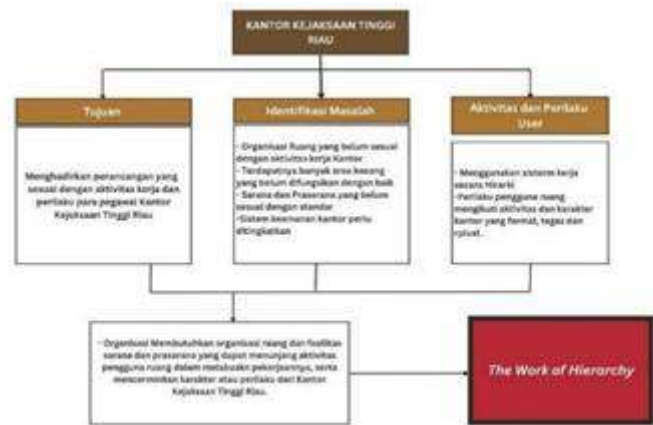 KANTOR KEJAKSAAN TINGGI
RIAU
Tujuan
Menghadirkan perancangan yang
sesuai dengan aktivitas kerja dan
perilaku para pegawai Kantor
Kejaksaan Tinggi Riau
Identifikasi Masalah
- Organisasi Ruang yang belum sesuai
dengan aktivitas kerja Kantor
- Terdapatnya banyak area kosong
yang belum difungsikan dengan baik
- Sarana dan Prasarana yang belum
sesuai dengan standar
- Sistem keamanan kantor perlu
ditingkatkan
Aktivitas dan Perilaku
User
- Menggunakan sistem kerja
secara Hirarki
- Perilaku pengguna ruang
mengikuti aktivitas dan karakter
kantor yang formal, tegas dan
- Organisasi Membutuhkan organisasi ruang dan fasilitas
sarana dan prasarana yang dapat menunjang aktivitas
pengguna ruang dalam melakukan pekerjaannya, serta
mencerminkan karakter atau perilaku dari Kantor
Kejaksaan Tinggi Riau.
The Work of Hierarchy